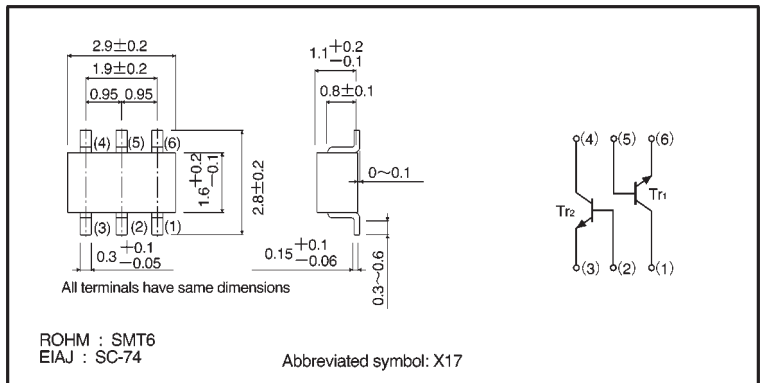 2.9±0.2
1.9±0.2
0.95 0.95
(4) (5) (6)
1.6 +0.2 −0.1
2.8±0.2
(3) (2) (1)
0.3 +0.1 −0.05
All terminals have same dimensions
1.1 +0.2 −0.1
0.8±0.1
0~0.1
0.15 +0.1 −0.06
0.3~0.6
(4) (5) (6)
Tr2
Tr1
(3) (2) (1)
ROHM : SMT6
EIAJ : SC-74
Abbreviated symbol: X17